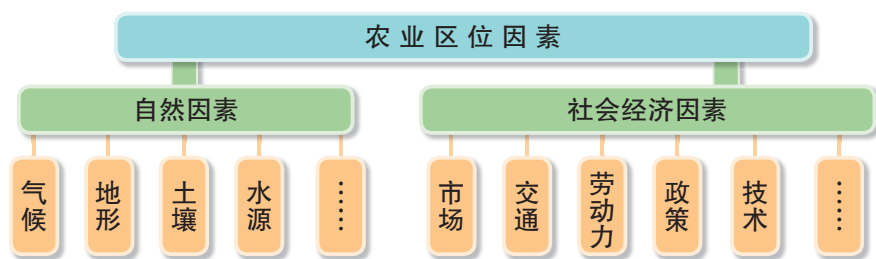 农业区位因素
自然因素
社会经济因素
气候
地形
土壤
水源
……
市场
交通
劳动力
政策
技术
……